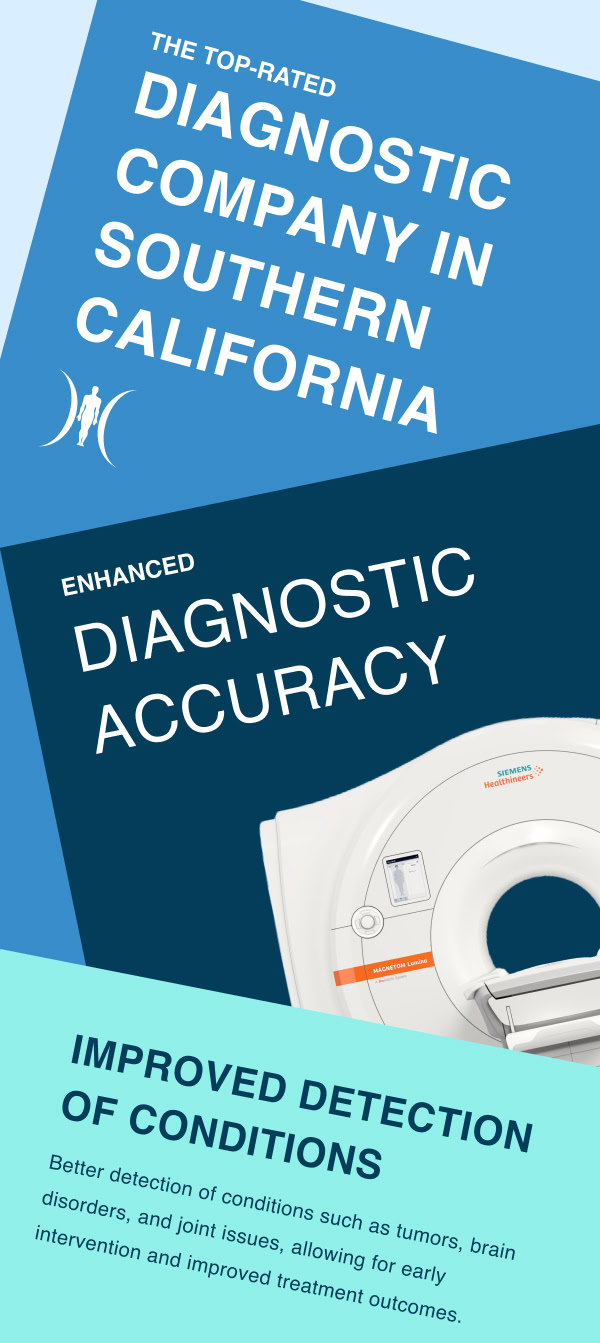 THE TOP-RATED
DIAGNOSTIC
COMPANY IN
SOUTHERN
CALIFORNIA
ENHANCED
DIAGNOSTIC
ACCURACY
SIEMENS
Healthineers
MAGNETOM Lumina
IMPROVED DETECTION
OF CONDITIONS
Better detection of conditions such as tumors, brain
disorders, and joint issues, allowing for early
intervention and improved treatment outcomes.